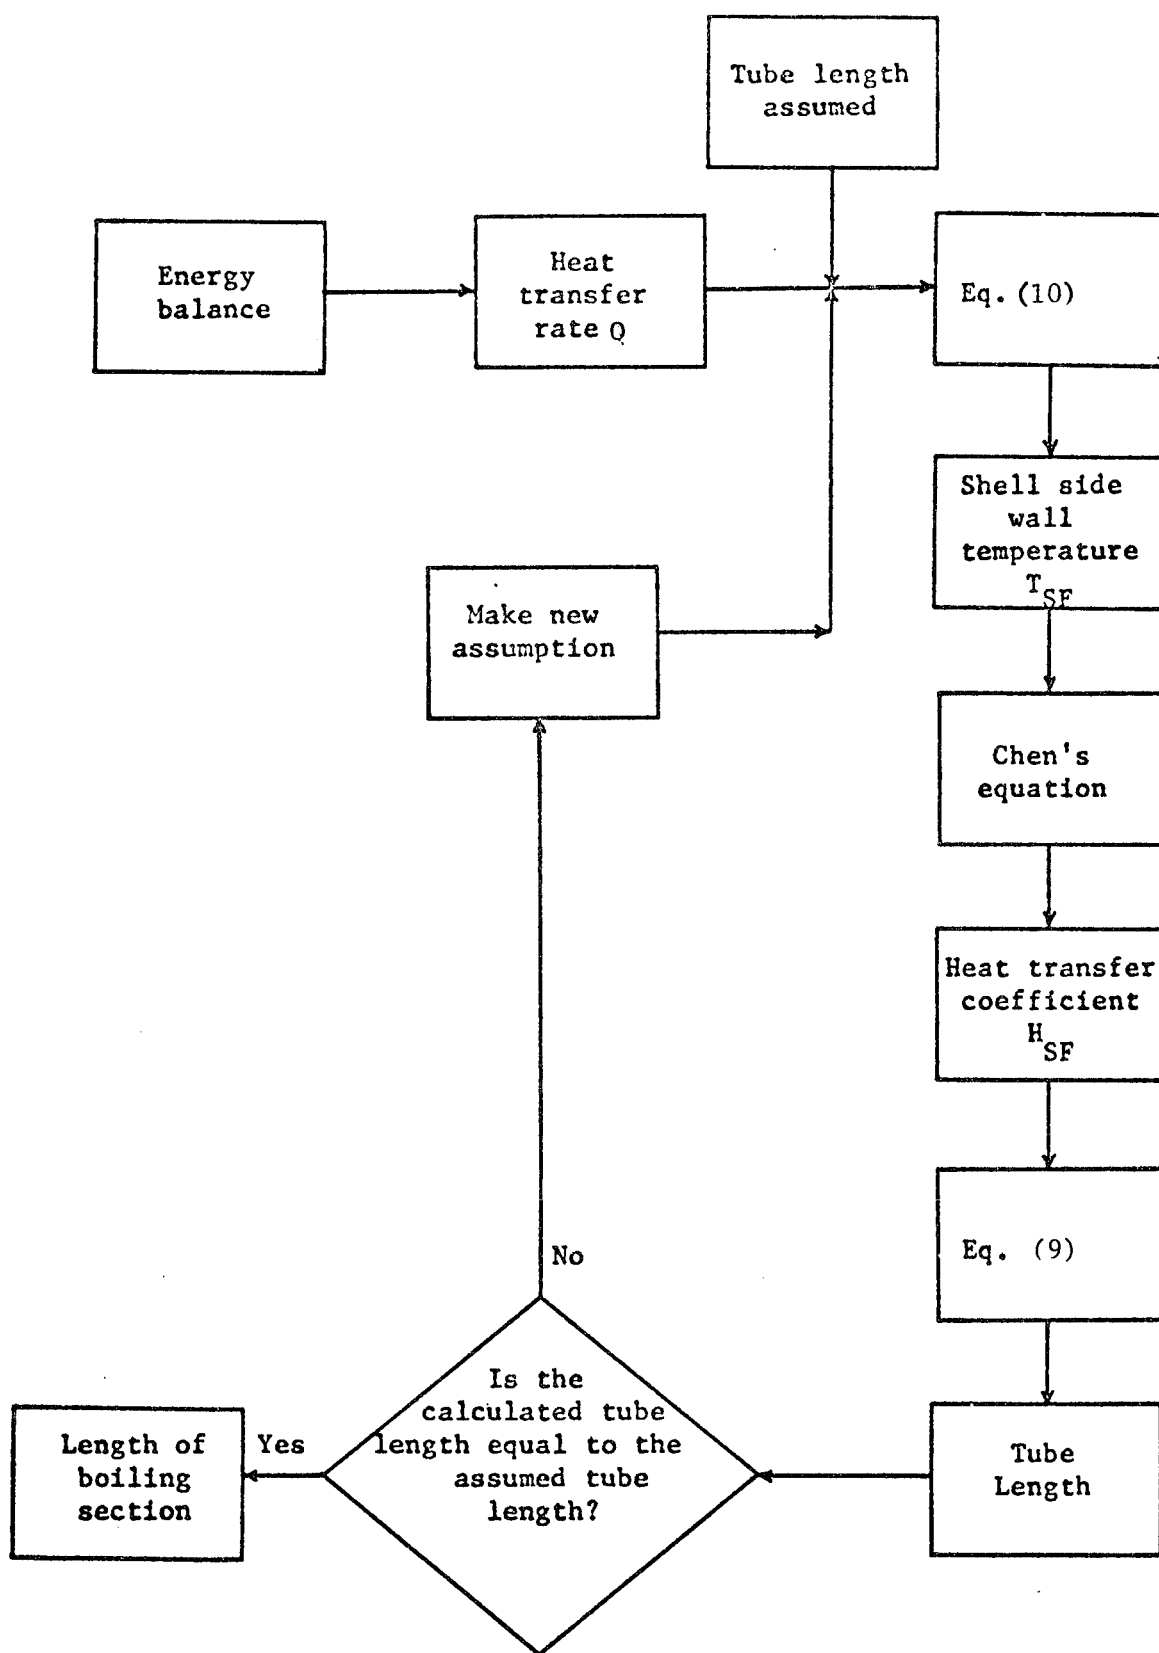 Tube length
assumed
Energy
balance
Heat
transfer
rate Q
Eq. (10)
Shell side
wall
temperature
T_SF
Make new
assumption
Chen's
equation
Heat transfer
coefficient
H_SF
Eq. (9)
No
Is the
calculated tube
length equal to the
assumed tube
length?
Yes
Length of
boiling
section
Tube
Length